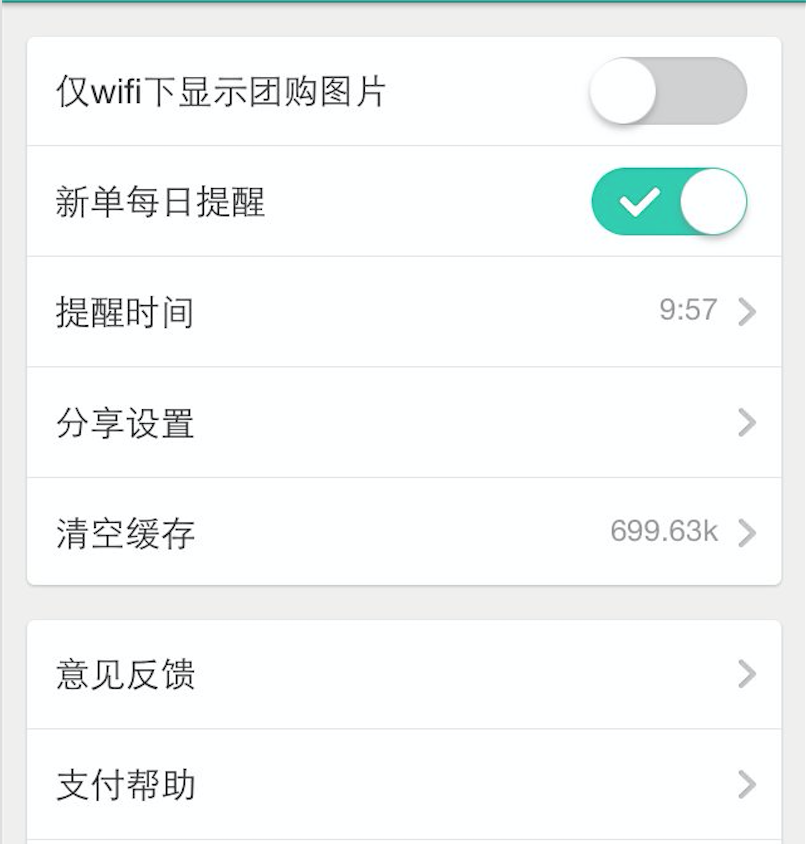 仅wifi下显示团购图片
新单每日提醒
提醒时间 9:57
分享设置
清空缓存 699.63k
意见反馈
支付帮助